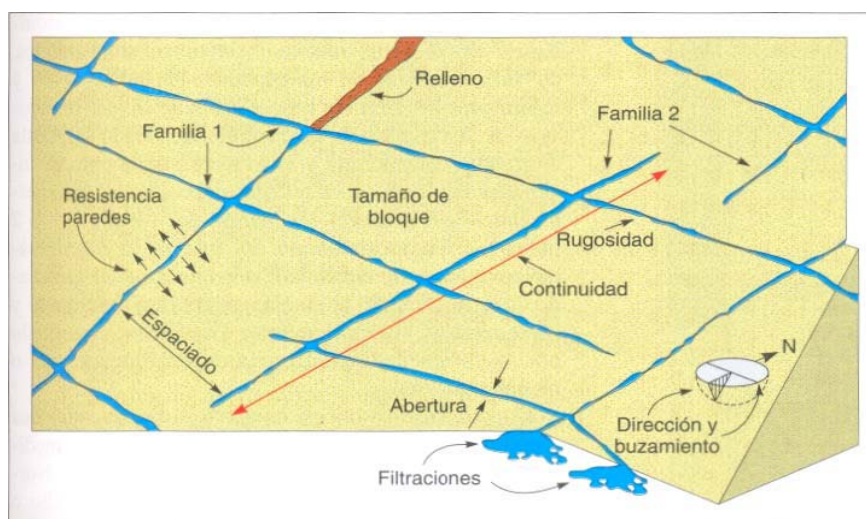 Relleno
Familia 1
Familia 2
Resistencia
paredes
Tamaño de
bloque
Rugosidad
Continuidad
Espaciado
N
Abertura
Dirección y
buzamiento
Filtraciones